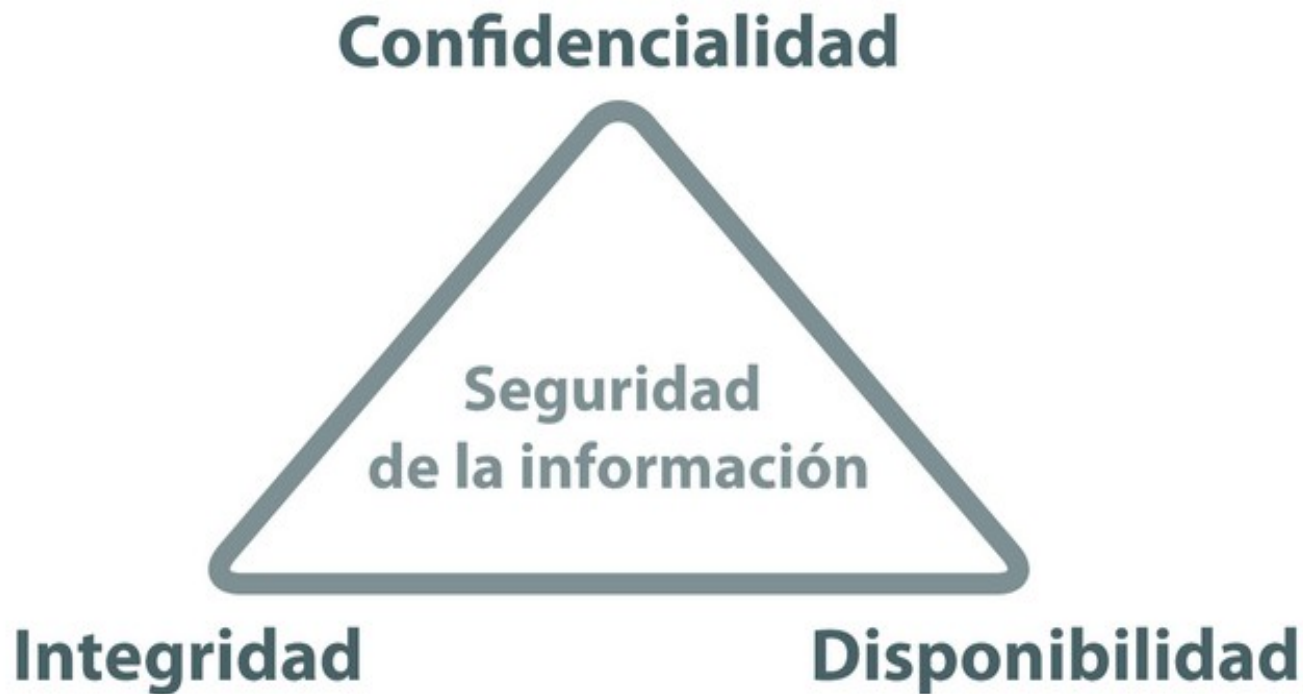 Confidencialidad
Seguridad
de la información
Integridad
Disponibilidad